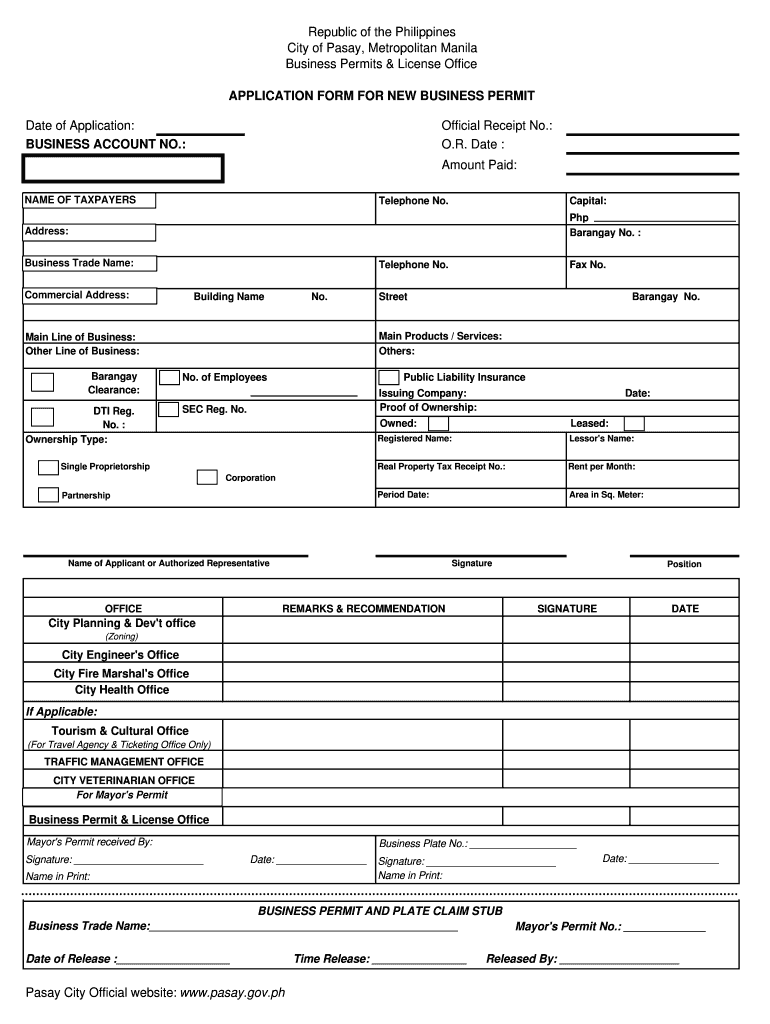 Republic of the Philippines
City of Pasay, Metropolitan Manila
Business Permits & License Office
APPLICATION FORM FOR NEW BUSINESS PERMIT
Date of Application: Official Receipt No.:
BUSINESS ACCOUNT NO.: O.R. Date :
Amount Paid:
NAME OF TAXPAYERS Telephone No. Capital:
Php
Address: Barangay No. :
Business Trade Name: Telephone No. Fax No.
Commercial Address: Building Name No. Street Barangay No.
Main Line of Business: Main Products / Services:
Other Line of Business: Others:
Barangay Clearance: No. of Employees Public Liability Insurance
Issuing Company: Date:
DTI Reg. No. : SEC Reg. No. Proof of Ownership:
Owned: Leased:
Ownership Type: Registered Name: Lessor's Name:
Single Proprietorship Real Property Tax Receipt No.: Rent per Month:
Corporation
Partnership Period Date: Area in Sq. Meter:
Name of Applicant or Authorized Representative Signature Position
OFFICE REMARKS & RECOMMENDATION SIGNATURE DATE
City Planning & Dev't office
(Zoning)
City Engineer's Office
City Fire Marshal's Office
City Health Office
If Applicable:
Tourism & Cultural Office
(For Travel Agency & Ticketing Office Only)
TRAFFIC MANAGEMENT OFFICE
CITY VETERINARIAN OFFICE
For Mayor's Permit
Business Permit & License Office
Mayor's Permit received By: Business Plate No.:
Signature: Date: Signature: Date:
Name in Print: Name in Print:
BUSINESS PERMIT AND PLATE CLAIM STUB
Business Trade Name: Mayor's Permit No.:
Date of Release : Time Release: Released By:
Pasay City Official website: www.pasay.gov.ph